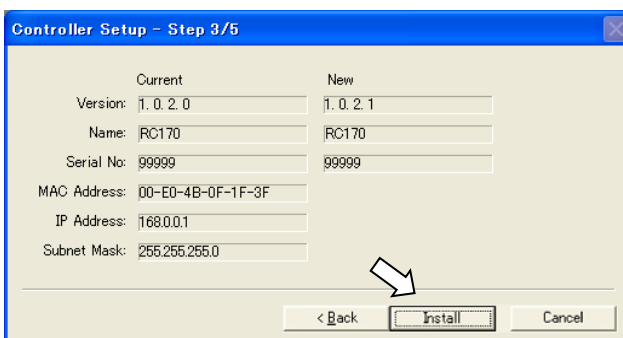 Controller Setup - Step 3/5
Current New
Version: 1. 0. 2. 0 1. 0. 2. 1
Name: RC170 RC170
Serial No: 99999 99999
MAC Address: 00-E0-4B-0F-1F-3F
IP Address: 168.0.0.1
Subnet Mask: 255.255.255.0
< Back Install Cancel